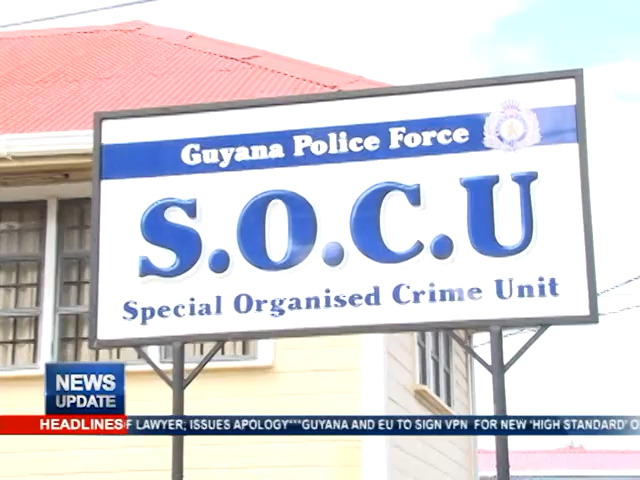 Guyana Police Force
S.O.C.U
Special Organised Crime Unit
NEWS
UPDATE
HEADLINES F LAWYER; ISSUES APOLOGY***GUYANA AND EU TO SIGN VPN FOR NEW 'HIGH STANDARD' O